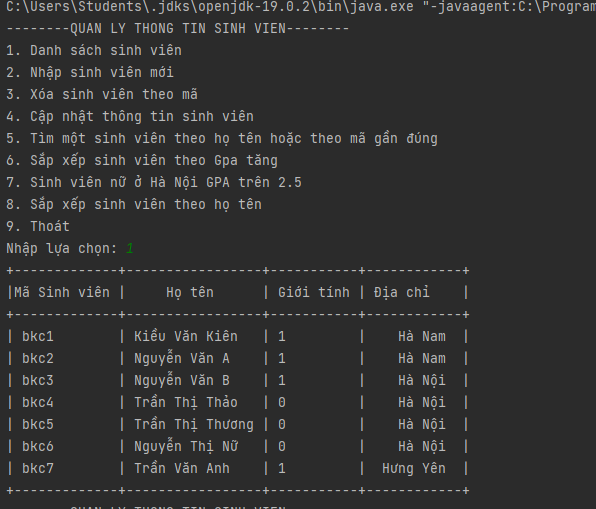 C:\Users\Students\.jdks\openjdk-19.0.2\bin\java.exe "-javaagent:C:\Program
--------QUAN LY THONG TIN SINH VIEN--------
1. Danh sách sinh viên
2. Nhập sinh viên mới
3. Xóa sinh viên theo mã
4. Cập nhật thông tin sinh viên
5. Tìm một sinh viên theo họ tên hoặc theo mã gần đúng
6. Sắp xếp sinh viên theo Gpa tăng
7. Sinh viên nữ ở Hà Nội GPA trên 2.5
8. Sắp xếp sinh viên theo họ tên
9. Thoát
Nhập lựa chọn: 1
+-------------+-----------------+-----------+------------+
|Mã Sinh viên |     Họ tên      | Giới tính | Địa chỉ    |
+-------------+-----------------+-----------+------------+
| bkc1        | Kiều Văn Kiên   | 1         |    Hà Nam  |
| bkc2        | Nguyễn Văn A    | 1         |    Hà Nam  |
| bkc3        | Nguyễn Văn B    | 1         |    Hà Nội  |
| bkc4        | Trần Thị Thảo   | 0         |    Hà Nội  |
| bkc5        | Trần Thị Thương | 0         |    Hà Nội  |
| bkc6        | Nguyễn Thị Nữ   | 0         |    Hà Nội  |
| bkc7        | Trần Văn Anh    | 1         |  Hưng Yên  |
+-------------+-----------------+-----------+------------+
--------QUAN LY THONG TIN SINH VIEN--------